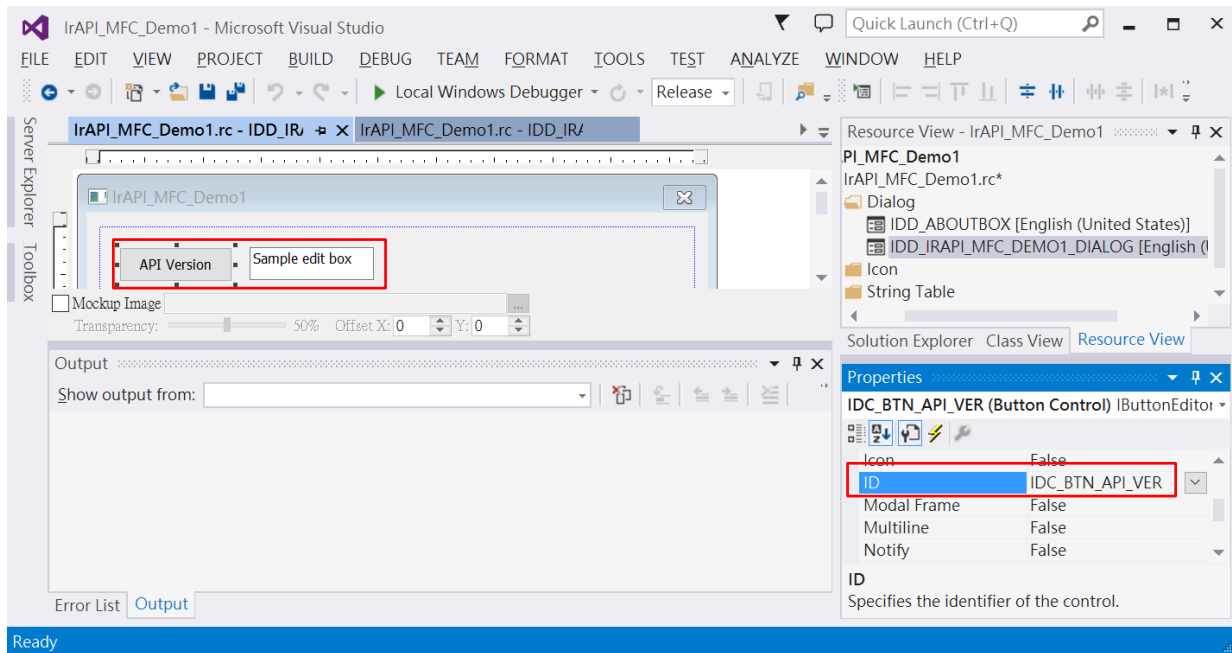 IrAPI_MFC_Demo1 - Microsoft Visual Studio
Quick Launch (Ctrl+Q)
FILE EDIT VIEW PROJECT BUILD DEBUG TEAM FORMAT TOOLS TEST ANALYZE WINDOW HELP
Local Windows Debugger Release
Server Explorer
Toolbox
IrAPI_MFC_Demo1.rc - IDD_IR/ IrAPI_MFC_Demo1.rc - IDD_IR/
IrAPI_MFC_Demo1
API Version Sample edit box
Mockup Image ...
Transparency: 50% Offset X: 0 Y: 0
Output
Show output from:
Error List Output
Resource View - IrAPI_MFC_Demo1
PI_MFC_Demo1
IrAPI_MFC_Demo1.rc*
Dialog
IDD_ABOUTBOX [English (United States)]
IDD_IRAPI_MFC_DEMO1_DIALOG [English (
Icon
String Table
Solution Explorer Class View Resource View
Properties
IDC_BTN_API_VER (Button Control) IButtonEditor
Icon False
ID IDC_BTN_API_VER
Modal Frame False
Multiline False
Notify False
ID
Specifies the identifier of the control.
Ready